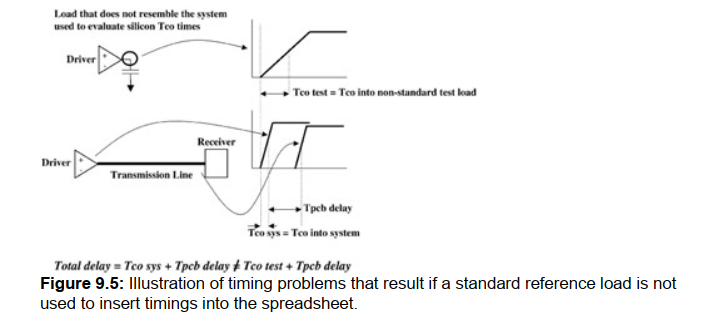 Load that does not resemble the system
used to evaluate silicon Tco times
Driver
Tco test = Tco into non-standard test load
Receiver
Driver
Transmission Line
Tpcb delay
Tco sys = Tco into system
Total delay = Tco sys + Tpcb delay ≠ Tco test + Tpcb delay
Figure 9.5: Illustration of timing problems that result if a standard reference load is not
used to insert timings into the spreadsheet.